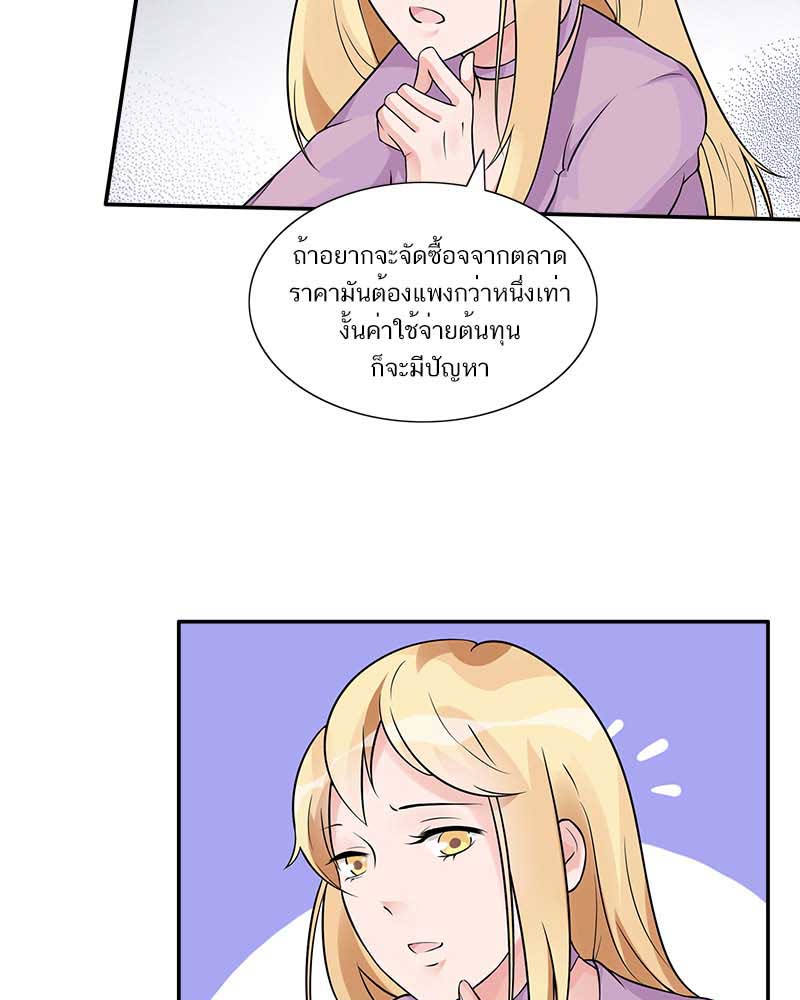 ถ้าอยากจะจัดซื้อจจากตลาด
ราคามันต้องแพงกว่าหนึ่งเท่า
งั้นค่าใช้จ่ายต้นทุน
ก็จะมีปัญหา